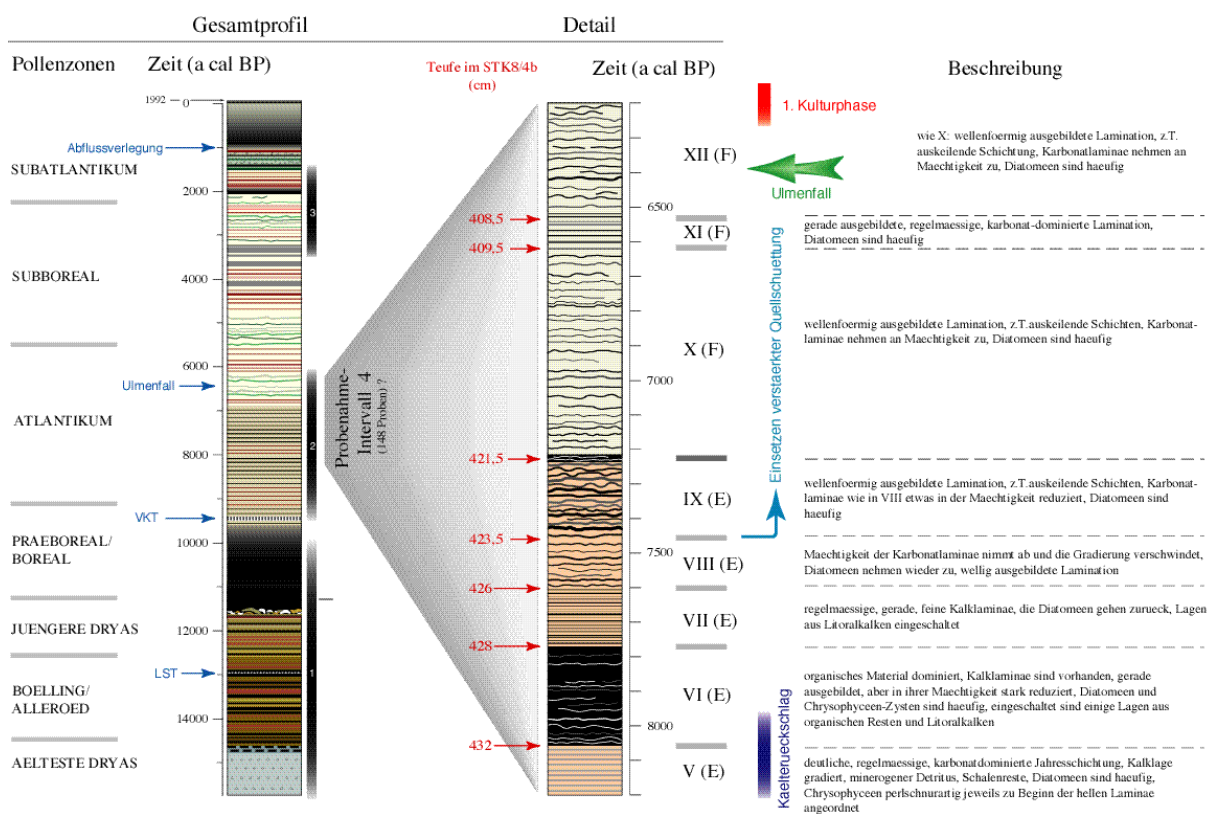 Gesamtprofil
Detail
Pollenzonen
Zeit (a cal BP)
Teufe im STK8/4b
(cm)
Zeit (a cal BP)
Beschreibung
1992
0
2000
4000
6000
8000
10000
12000
14000
Abflussverlegung
SUBATLANTIKUM
SUBBOREAL
Ulmenfall
ATLANTIKUM
VKT
PRAEBOREAL/
BOREAL
JUENGERE DRYAS
LST
BOELLING/
ALLEROED
AELTESTE DRYAS
3
2
1
Probenahme-
Intervall 4
(148 Proben) ?
408,5
409,5
421,5
423,5
426
428
432
6500
7000
7500
8000
XII (F)
XI (F)
X (F)
IX (E)
VIII (E)
VII (E)
VI (E)
V (E)
1. Kulturphase
Ulmenfall
Einsetzen verstaerkter Quellschuettung
Kaelterueckschlag
wie X: wellenfoermig ausgebildete Lamination, z.T.
auskeilende Schichtung, Karbonatlaminae nehmen an
Maechtigkeit zu, Diatomeen sind haeufig
gerade ausgebildete, regelmaessige, karbonat-dominierte Lamination,
Diatomeen sind haeufig
wellenfoermig ausgebildete Lamination, z.T. auskeilende Schichten, Karbonat-
laminae nehmen an Maechtigkeit zu, Diatomeen sind haeufig
wellenfoermig ausgebildete Lamination, z.T. auskeilende Schichten, Karbonat-
laminae wie in VIII etwas in der Maechtigkeit reduziert, Diatomeen sind
haeufig
Maechtigkeit der Karbonatlaminae nimmt ab und die Gradierung verschwindet,
Diatomeen nehmen wieder zu, wellig ausgebildete Lamination
regelmaessige, gerade, feine Kalklaminae, die Diatomeen gehen zurueck, Lagen
aus Litoralkalken eingeschaltet
organisches Material dominiert, Kalklaminae sind vorhanden, gerade
ausgebildet, aber in ihrer Maechtigkeit stark reduziert, Diatomeen und
Chrysophyceen-Zysten sind haeufig, eingeschaltet sind einige Lagen aus
organischen Resten und Litoralkalken
deutliche, regelmaessige, karbonatdominierte Jahresschichtung, Kalklage
gradiert, minerogener Detritus, Schalenreste, Diatomeen sind haeufig,
Chrysophyceen perlschnurartig jeweils zu Beginn der hellen Laminae
angeordnet